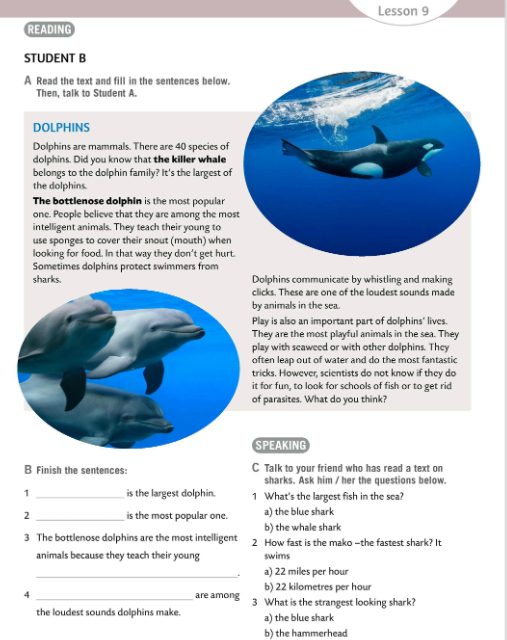 Lesson 9
READING
STUDENT B
A Read the text and fill in the sentences below.
Then, talk to Student A.
DOLPHINS
Dolphins are mammals. There are 40 species of
dolphins. Did you know that the killer whale
belongs to the dolphin family? It's the largest of
the dolphins.
The bottlenose dolphin is the most popular
one. People believe that they are among the most
intelligent animals. They teach their young to
use sponges to cover their snout (mouth) when
looking for food. In that way they don't get hurt.
Sometimes dolphins protect swimmers from
sharks.
Dolphins communicate by whistling and making
clicks. These are one of the loudest sounds made
by animals in the sea.
Play is also an important part of dolphins' lives.
They are the most playful animals in the sea. They
play with seaweed or with other dolphins. They
often leap out of water and do the most fantastic
tricks. However, scientists do not know if they do
it for fun, to look for schools of fish or to get rid
of parasites. What do you think?
B Finish the sentences:
1 ____________________ is the largest dolphin.
2 ____________________ is the most popular one.
3 The bottlenose dolphins are the most intelligent
animals because they teach their young
____________________.
4 ____________________ are among
the loudest sounds dolphins make.
SPEAKING
C Talk to your friend who has read a text on
sharks. Ask him / her the questions below.
1 What's the largest fish in the sea?
a) the blue shark
b) the whale shark
2 How fast is the mako –the fastest shark? It
swims
a) 22 miles per hour
b) 22 kilometres per hour
3 What is the strangest looking shark?
a) the blue shark
b) the hammerhead